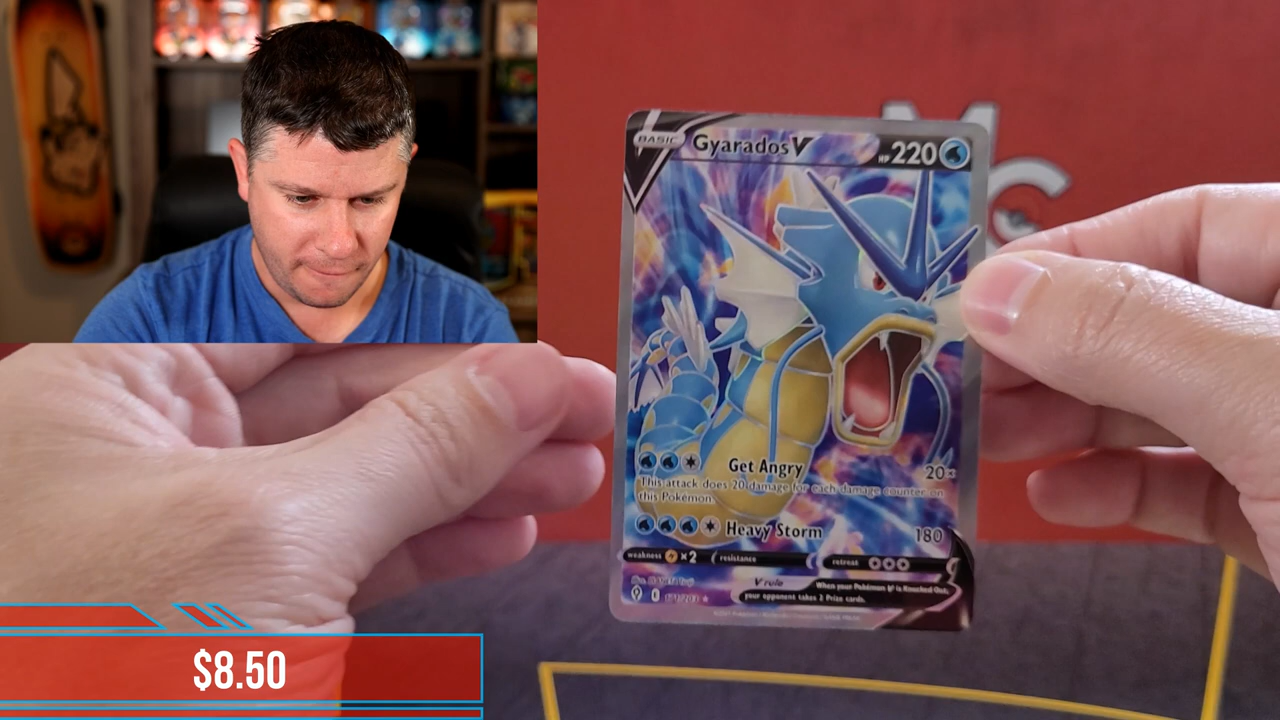 M
C
BASIC
Gyarados V
HP 220
Get Angry
20×
This attack does 20 damage for each damage counter on
this Pokémon.
Heavy Storm
180
weakness ×2 resistance retreat
V rule When your Pokémon V is Knocked Out,
your opponent takes 2 Prize cards.
$8.50